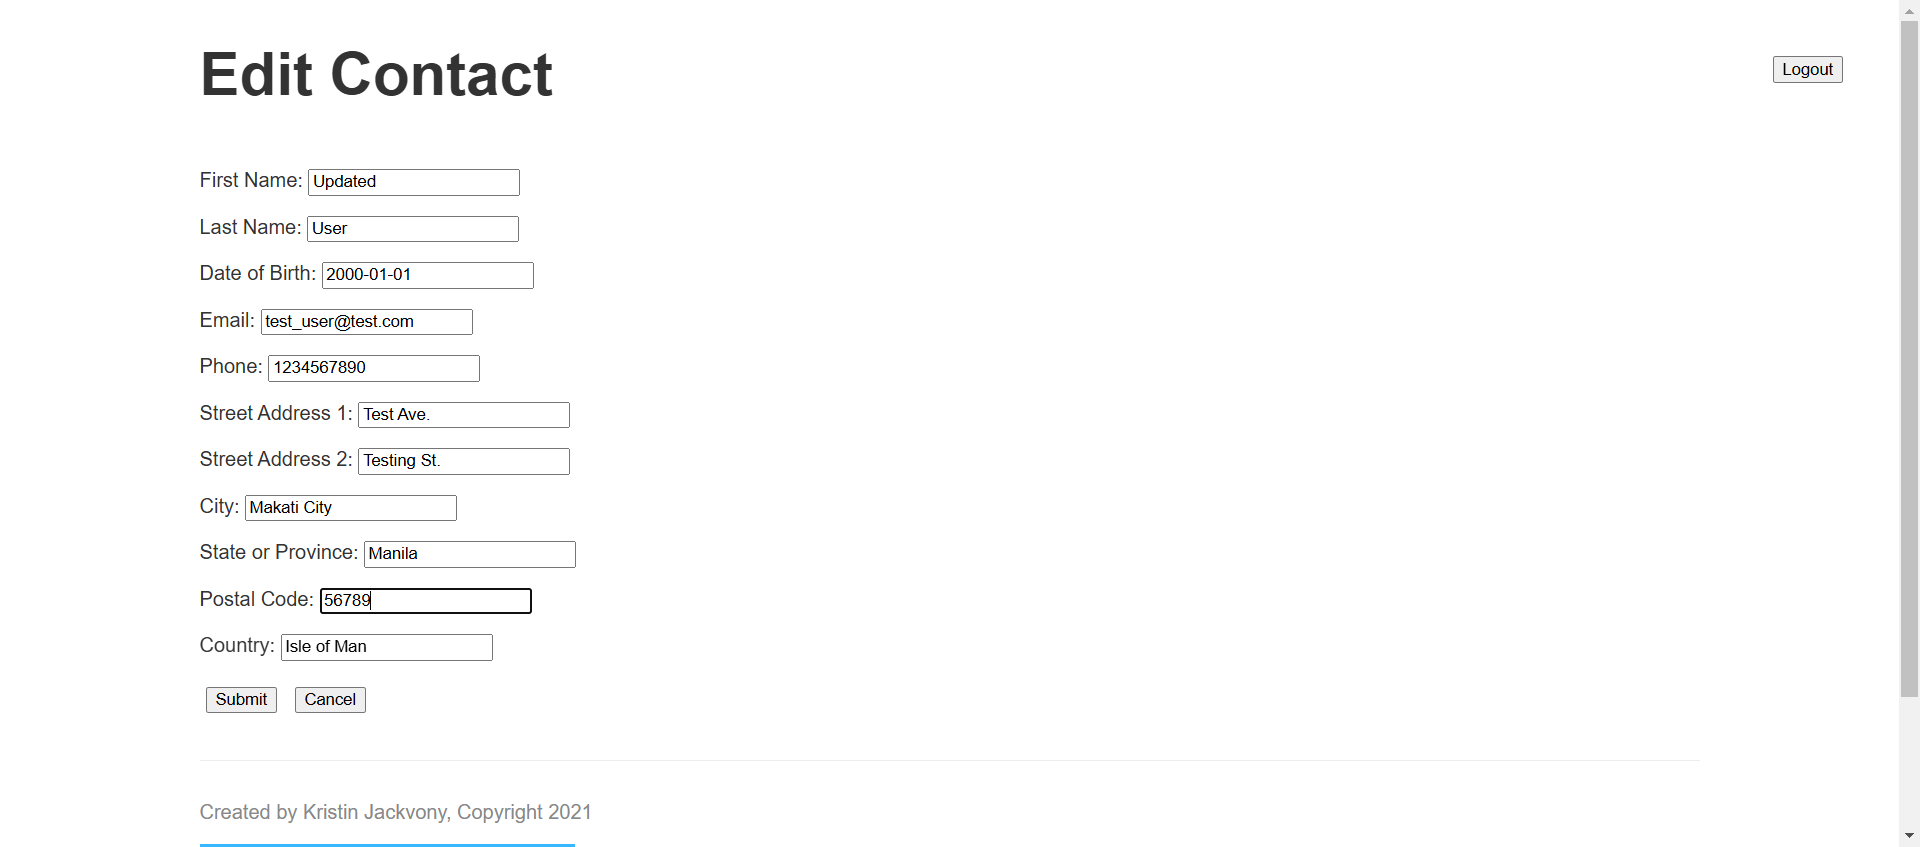 Edit Contact
Logout
First Name: Updated
Last Name: User
Date of Birth: 2000-01-01
Email: test_user@test.com
Phone: 1234567890
Street Address 1: Test Ave.
Street Address 2: Testing St.
City: Makati City
State or Province: Manila
Postal Code: 56789
Country: Isle of Man
Submit Cancel
Created by Kristin Jackvony, Copyright 2021